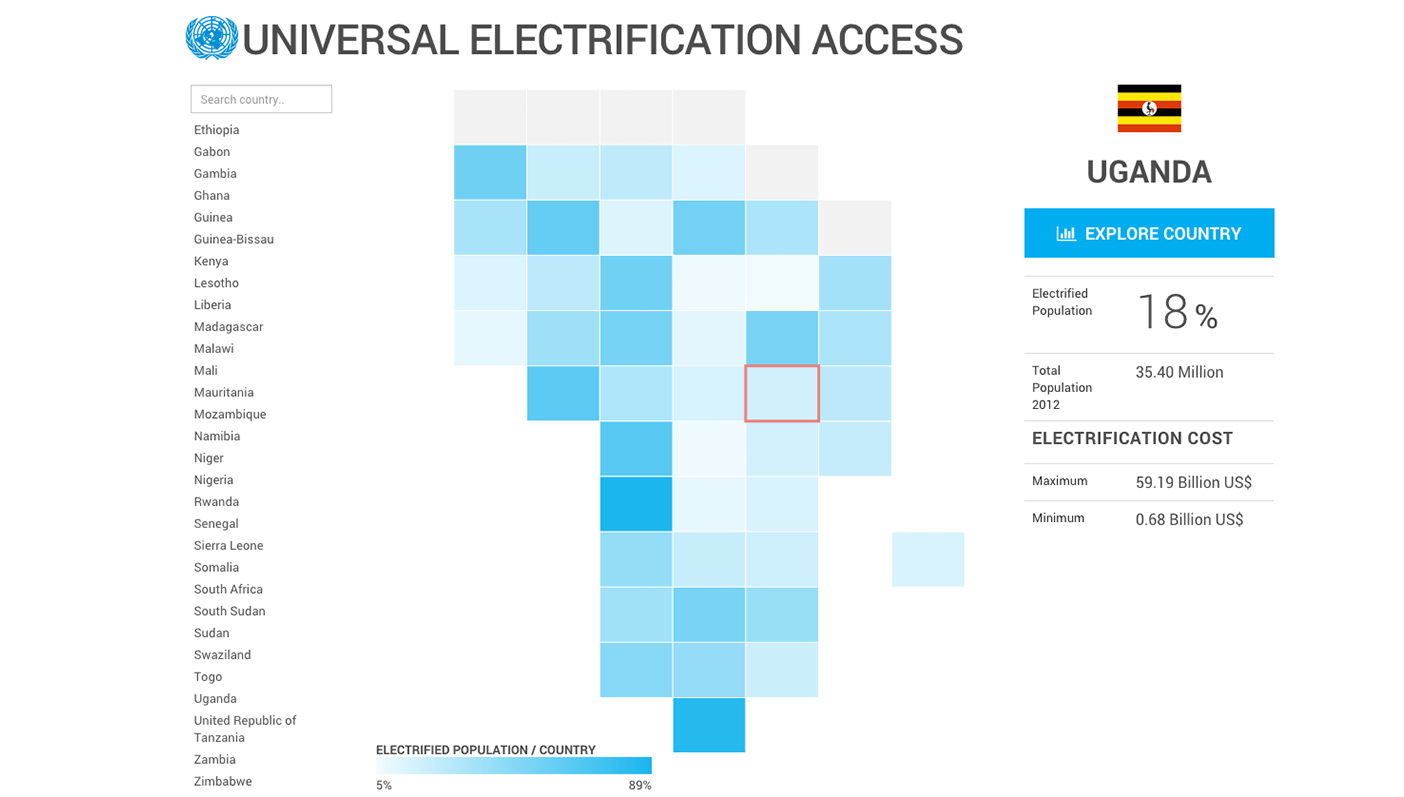 UNIVERSAL ELECTRIFICATION ACCESS
Search country..
Ethiopia
Gabon
Gambia
Ghana
Guinea
Guinea-Bissau
Kenya
Lesotho
Liberia
Madagascar
Malawi
Mali
Mauritania
Mozambique
Namibia
Niger
Nigeria
Rwanda
Senegal
Sierra Leone
Somalia
South Africa
South Sudan
Sudan
Swaziland
Togo
Uganda
United Republic of
Tanzania
Zambia
Zimbabwe
ELECTRIFIED POPULATION / COUNTRY
5% 89%
UGANDA
EXPLORE COUNTRY
Electrified
Population
18 %
Total
Population
2012
35.40 Million
ELECTRIFICATION COST
Maximum 59.19 Billion US$
Minimum 0.68 Billion US$